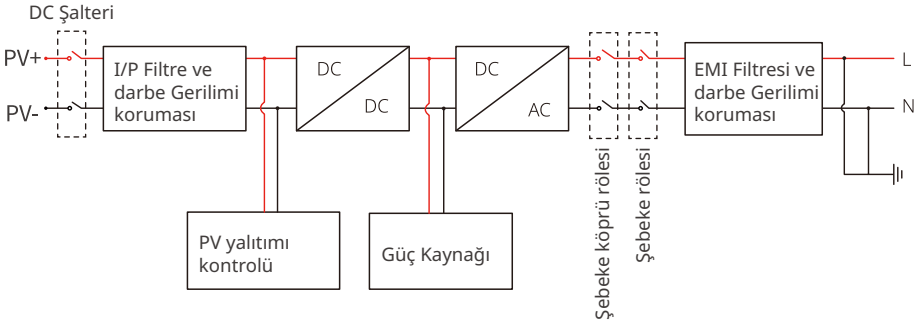 DC Şalteri
PV+
PV-
I/P Filtre ve
darbe Gerilimi
koruması
DC
DC
DC
AC
EMI Filtresi ve
darbe Gerilimi
koruması
L
N
PV yalıtımı
kontrolü
Güç Kaynağı
Şebeke köprü rölesi
Şebeke rölesi